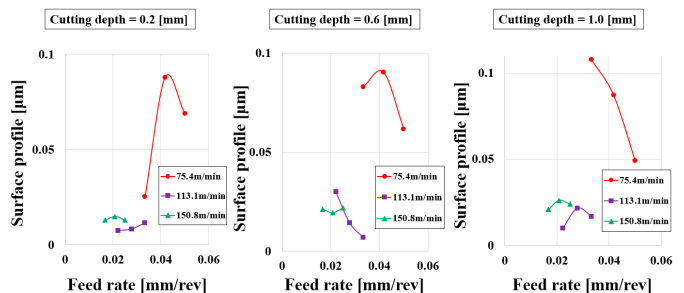 Cutting depth = 0.2 [mm]
Surface profile [μm]
0.1
0.05
0
0
0.02
0.04
0.06
Feed rate [mm/rev]
75.4m/min
113.1m/min
150.8m/min
Cutting depth = 0.6 [mm]
Surface profile [μm]
0.1
0.05
0
0
0.02
0.04
0.06
Feed rate [mm/rev]
75.4m/min
113.1m/min
150.8m/min
Cutting depth = 1.0 [mm]
Surface profile [μm]
0.1
0.05
0
0
0.02
0.04
0.06
Feed rate [mm/rev]
75.4m/min
113.1m/min
150.8m/min